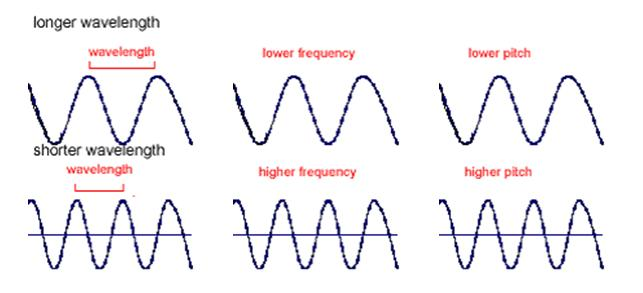 longer wavelength
wavelength lower frequency lower pitch
shorter wavelength
wavelength higher frequency higher pitch